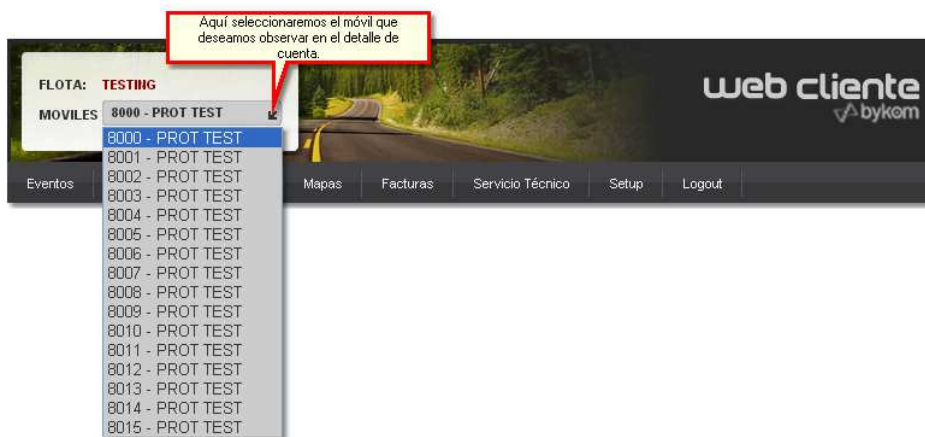 Aquí seleccionaremos el móvil que
deseamos observar en el detalle de
cuenta.
FLOTA: TESTING
MOVILES 8000 - PROT TEST
web cliente
bykom
8000 - PROT TEST
8001 - PROT TEST
8002 - PROT TEST
8003 - PROT TEST
8004 - PROT TEST
8005 - PROT TEST
8006 - PROT TEST
8007 - PROT TEST
8008 - PROT TEST
8009 - PROT TEST
8010 - PROT TEST
8011 - PROT TEST
8012 - PROT TEST
8013 - PROT TEST
8014 - PROT TEST
8015 - PROT TEST
Eventos Mapas Facturas Servicio Técnico Setup Logout